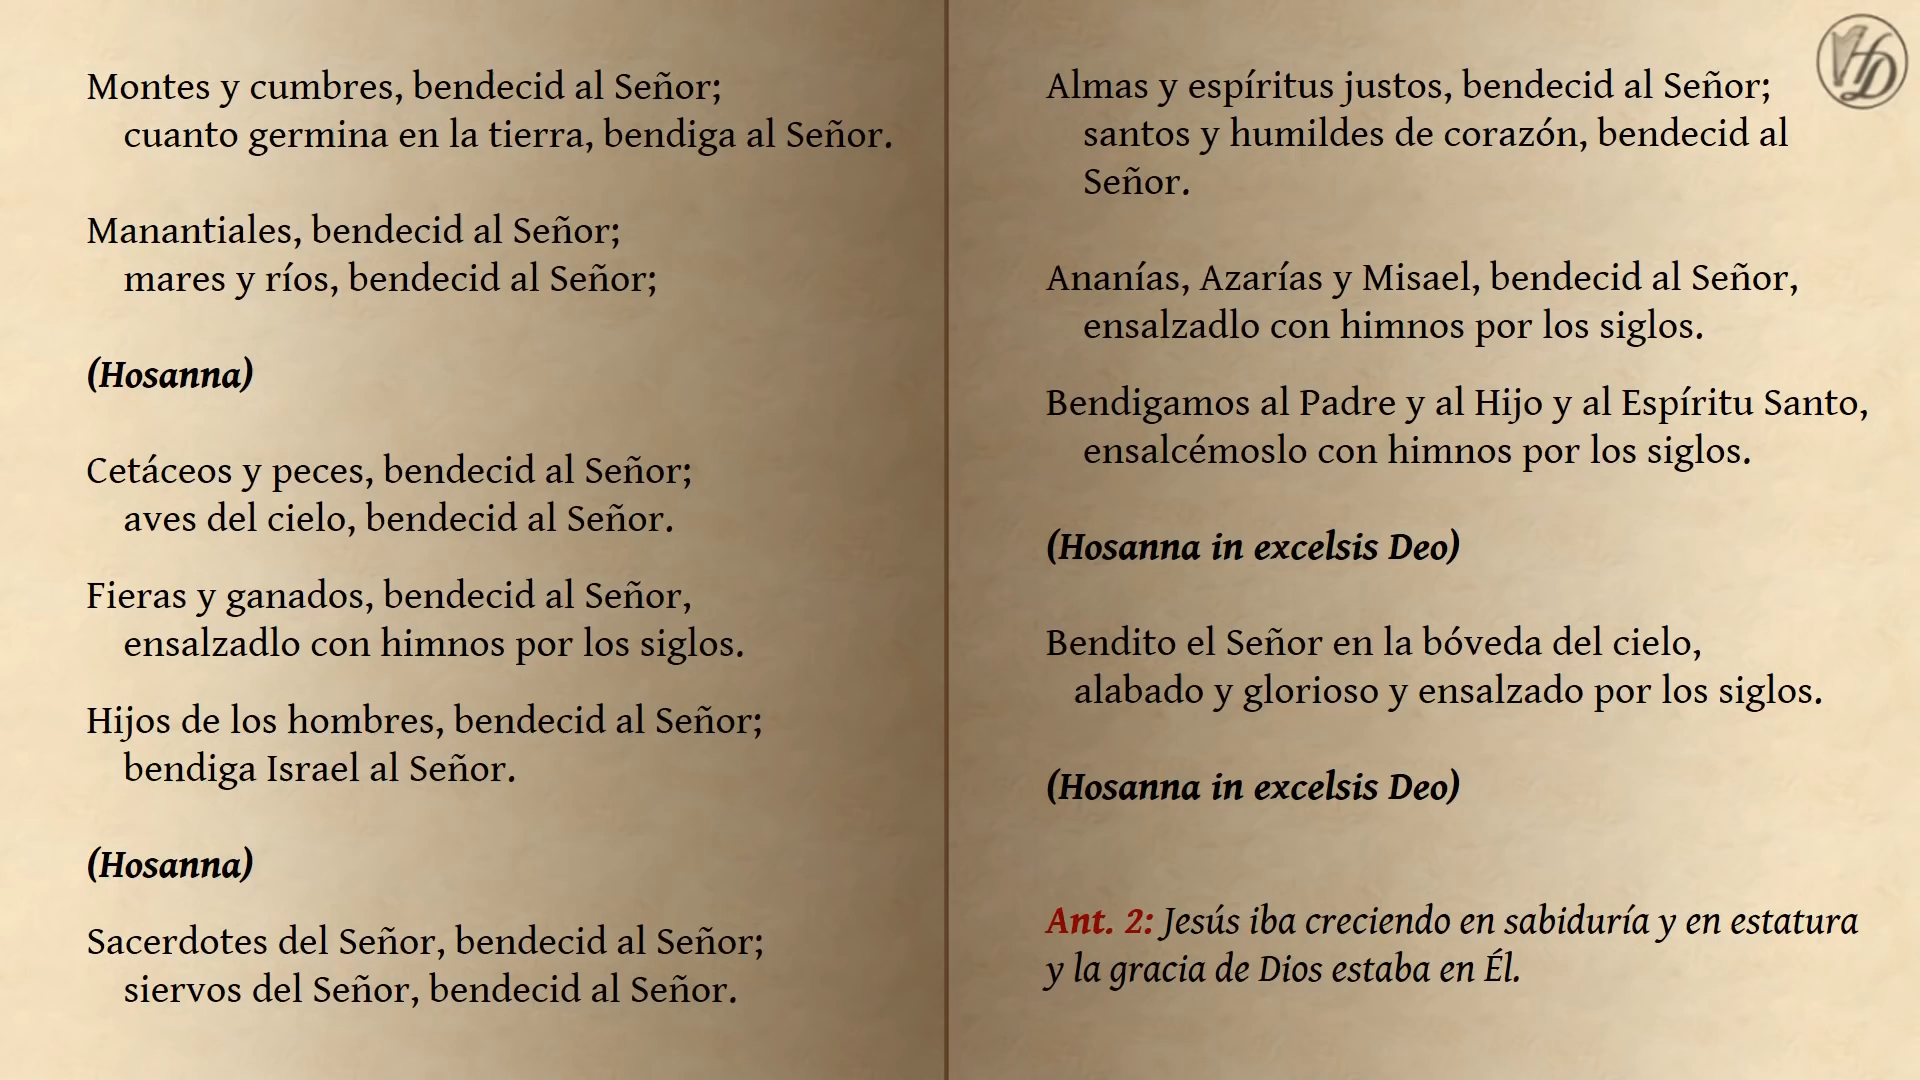 Montes y cumbres, bendecid al Señor;
cuanto germina en la tierra, bendiga al Señor.
Manantiales, bendecid al Señor;
mares y ríos, bendecid al Señor;
(Hosanna)
Cetáceos y peces, bendecid al Señor;
aves del cielo, bendecid al Señor.
Fieras y ganados, bendecid al Señor,
ensalzadlo con himnos por los siglos.
Hijos de los hombres, bendecid al Señor;
bendiga Israel al Señor.
(Hosanna)
Sacerdotes del Señor, bendecid al Señor;
siervos del Señor, bendecid al Señor.
Almas y espíritus justos, bendecid al Señor;
santos y humildes de corazón, bendecid al
Señor.
Ananías, Azarías y Misael, bendecid al Señor,
ensalzadlo con himnos por los siglos.
Bendigamos al Padre y al Hijo y al Espíritu Santo,
ensalcémoslo con himnos por los siglos.
(Hosanna in excelsis Deo)
Bendito el Señor en la bóveda del cielo,
alabado y glorioso y ensalzado por los siglos.
(Hosanna in excelsis Deo)
Ant. 2: Jesús iba creciendo en sabiduría y en estatura
y la gracia de Dios estaba en Él.
HD